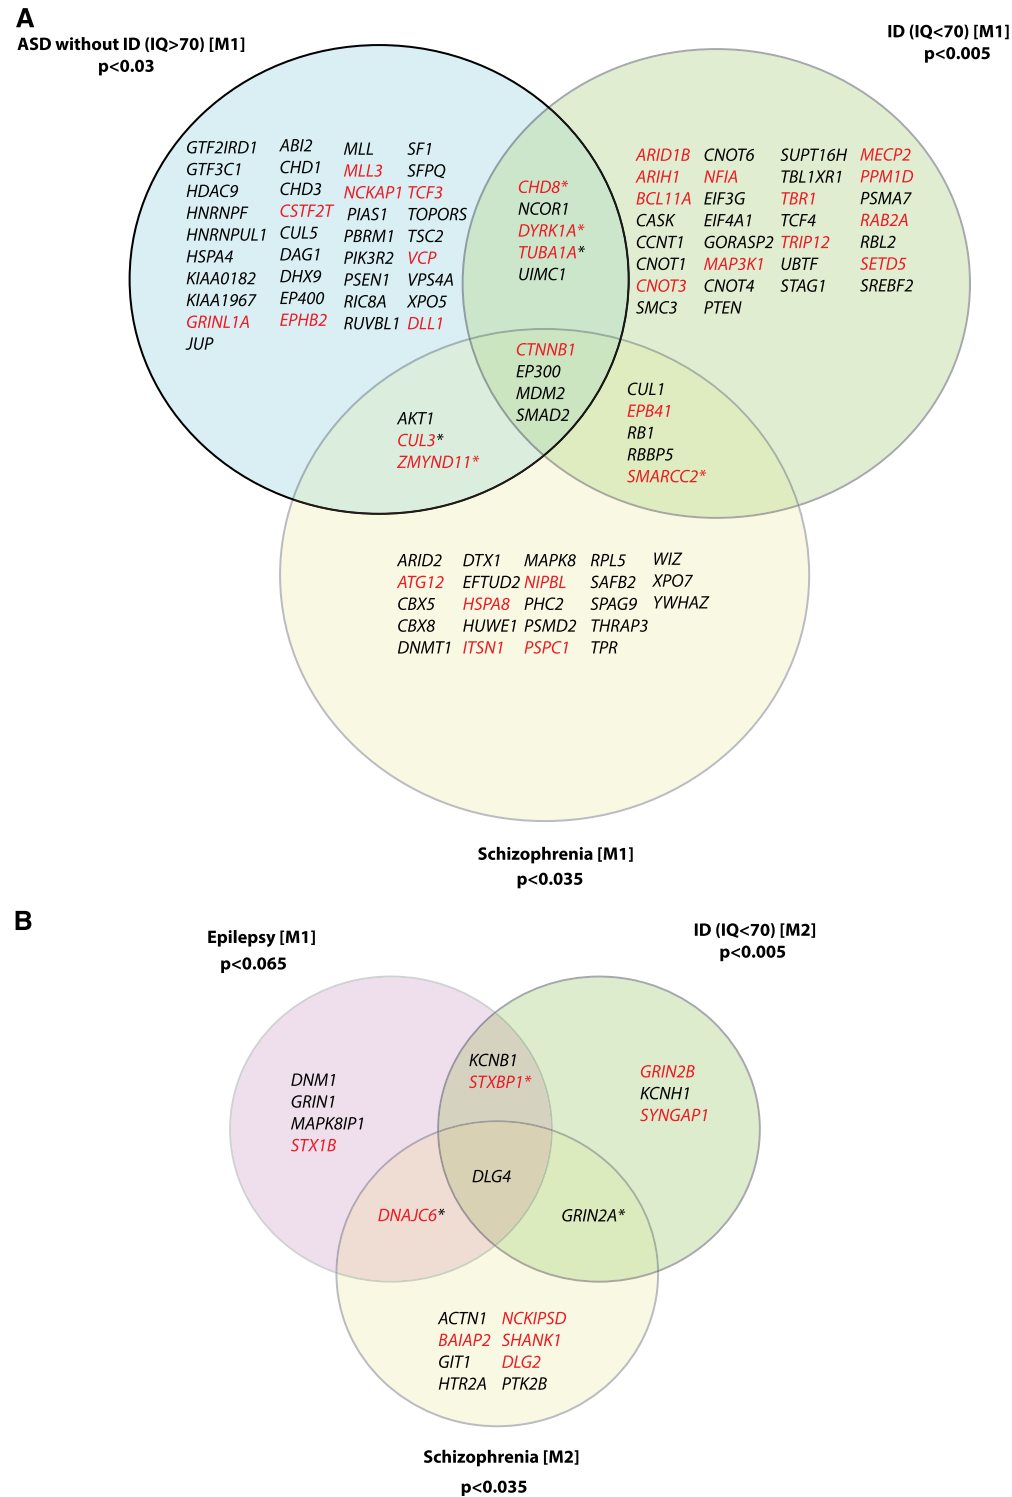 A
ASD without ID (IQ>70) [M1]
p<0.03
ID (IQ<70) [M1]
p<0.005
GTF2IRD1
GTF3C1
HDAC9
HNRNPF
HNRNPUL1
HSPA4
KIAA0182
KIAA1967
GRINL1A
JUP
ABI2
CHD1
CHD3
CSTF2T
CUL5
DAG1
DHX9
EP400
EPHB2
MLL
MLL3
NCKAP1
PIAS1
PBRM1
PIK3R2
PSEN1
RIC8A
RUVBL1
SF1
SFPQ
TCF3
TOPORS
TSC2
VCP
VPS4A
XPO5
DLL1
CHD8*
NCOR1
DYRK1A*
TUBA1A*
UIMC1
ARID1B
ARIH1
BCL11A
CASK
CCNT1
CNOT1
CNOT3
SMC3
CNOT6
NFIA
EIF3G
EIF4A1
GORASP2
MAP3K1
CNOT4
PTEN
SUPT16H
TBL1XR1
TBR1
TCF4
TRIP12
UBTF
STAG1
MECP2
PPM1D
PSMA7
RAB2A
RBL2
SETD5
SREBF2
CTNNB1
EP300
MDM2
SMAD2
AKT1
CUL3*
ZMYND11*
CUL1
EPB41
RB1
RBBP5
SMARCC2*
ARID2
ATG12
CBX5
CBX8
DNMT1
DTX1
EFTUD2
HSPA8
HUWE1
ITSN1
MAPK8
NIPBL
PHC2
PSMD2
PSPC1
RPL5
SAFB2
SPAG9
THRAP3
TPR
WIZ
XPO7
YWHAZ
Schizophrenia [M1]
p<0.035
B
Epilepsy [M1]
p<0.065
ID (IQ<70) [M2]
p<0.005
DNM1
GRIN1
MAPK8IP1
STX1B
KCNB1
STXBP1*
GRIN2B
KCNH1
SYNGAP1
DLG4
DNAJC6*
GRIN2A*
ACTN1
BAIAP2
GIT1
HTR2A
NCKIPSD
SHANK1
DLG2
PTK2B
Schizophrenia [M2]
p<0.035